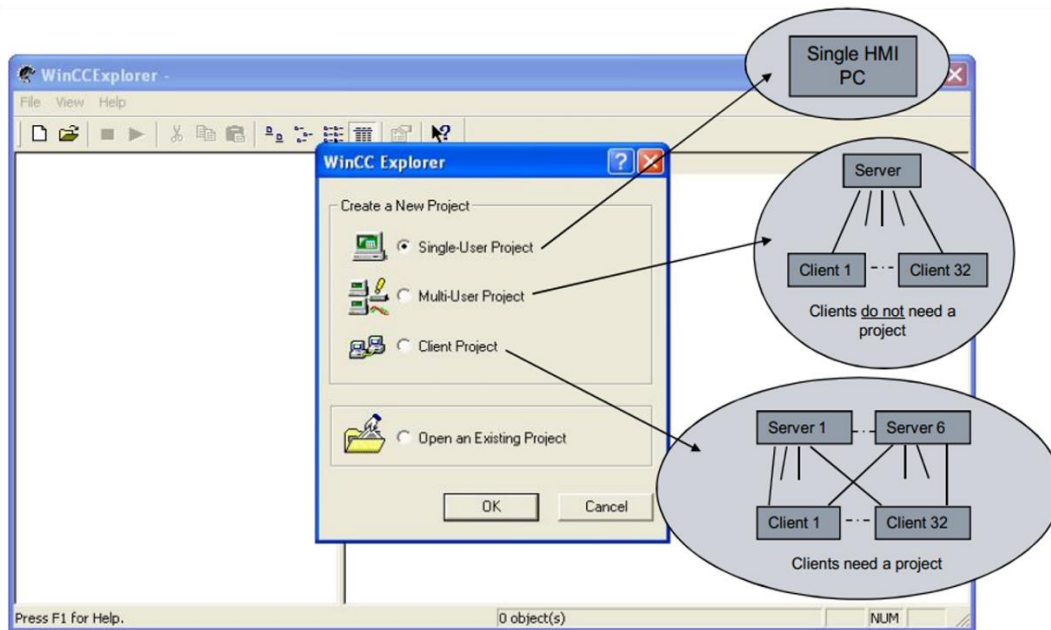 WinCCExplorer -
File View Help
WinCC Explorer
Create a New Project
Single-User Project
Multi-User Project
Client Project
Open an Existing Project
OK Cancel
Press F1 for Help.
0 object(s)
NUM
Single HMI
PC
Server
Client 1
Client 32
Clients do not need a
project
Server 1
Server 6
Client 1
Client 32
Clients need a project